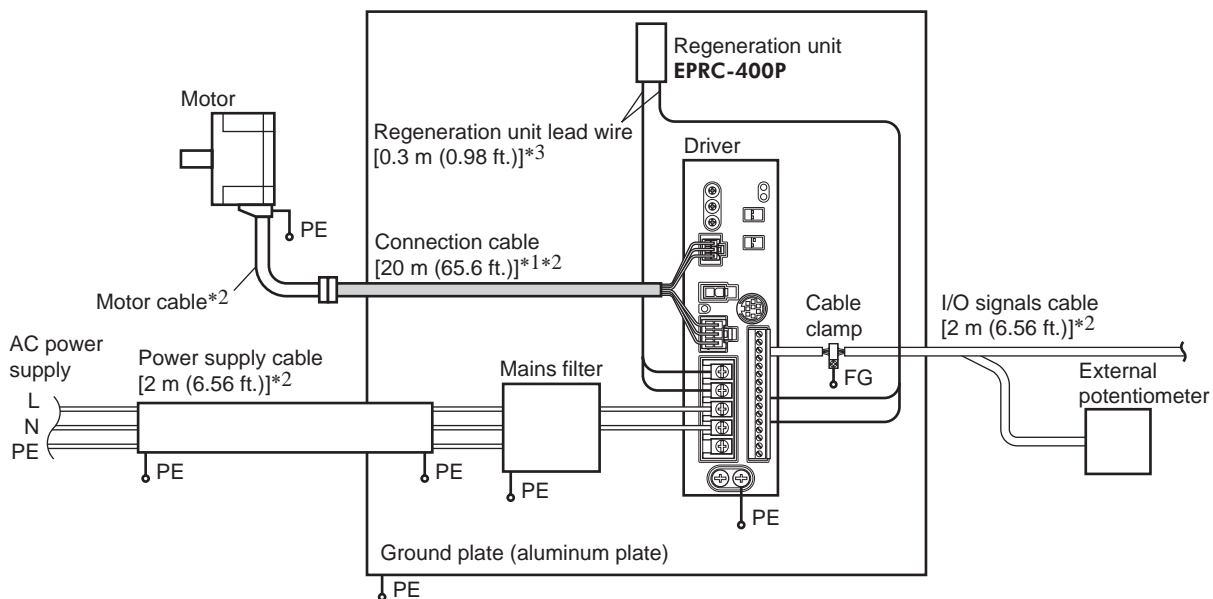 Regeneration unit
EPRC-400P
Motor
Regeneration unit lead wire
[0.3 m (0.98 ft.)]*3
Driver
PE
Connection cable
[20 m (65.6 ft.)]*1*2
Motor cable*2
Cable
clamp
I/O signals cable
[2 m (6.56 ft.)]*2
AC power
supply
Power supply cable
[2 m (6.56 ft.)]*2
Mains filter
FG
External
potentiometer
L
N
PE
PE
PE
PE
PE
Ground plate (aluminum plate)
PE